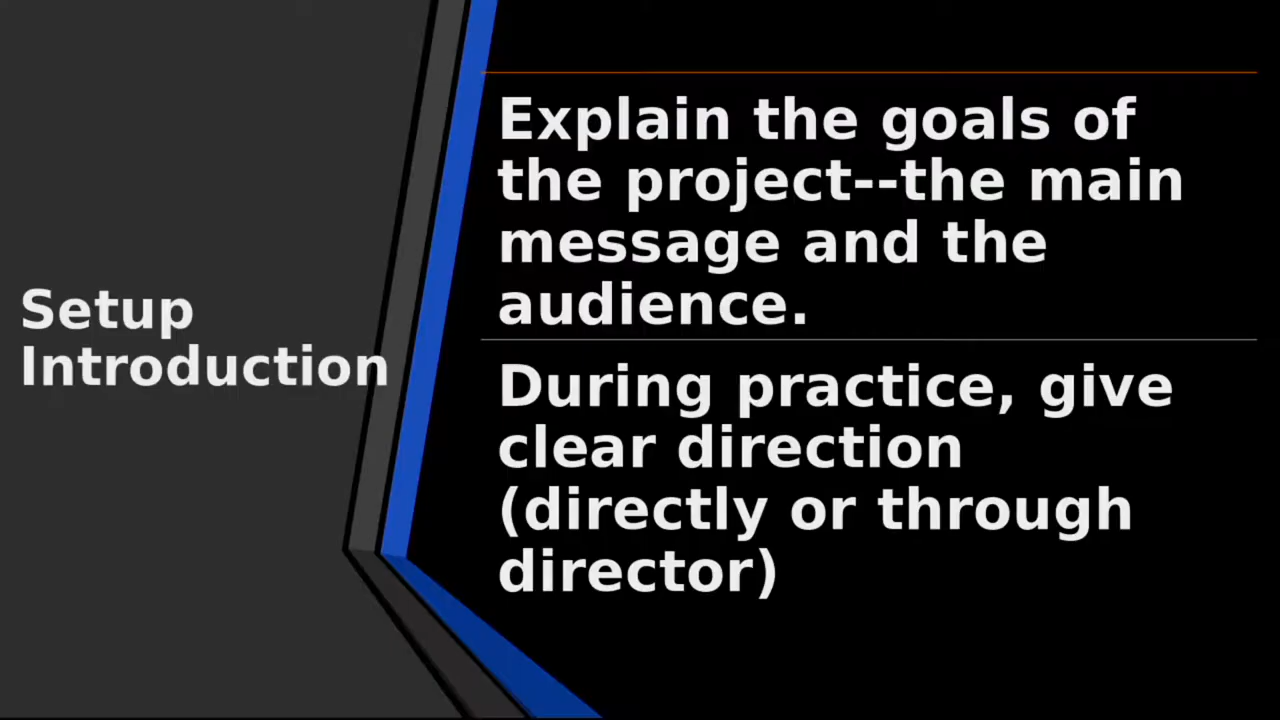 Setup
Introduction
Explain the goals of
the project--the main
message and the
audience.
During practice, give
clear direction
(directly or through
director)